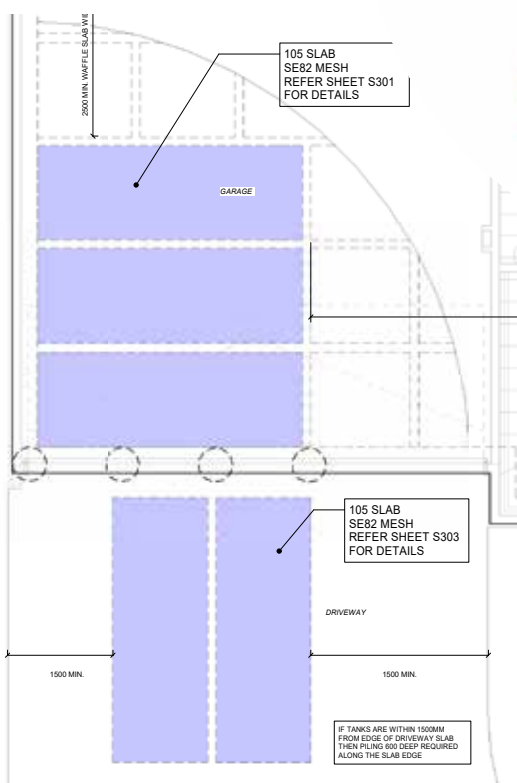 2500 MIN. WAFFLE SLAB
105 SLAB
SE82 MESH
REFER SHEET S301
FOR DETAILS
GARAGE
105 SLAB
SE82 MESH
REFER SHEET S303
FOR DETAILS
DRIVEWAY
1500 MIN.
1500 MIN.
IF TANKS ARE WITHIN 1500MM
FROM EDGE OF DRIVEWAY SLAB
THEN PILING 600 DEEP REQUIRED
ALONG THE SLAB EDGE